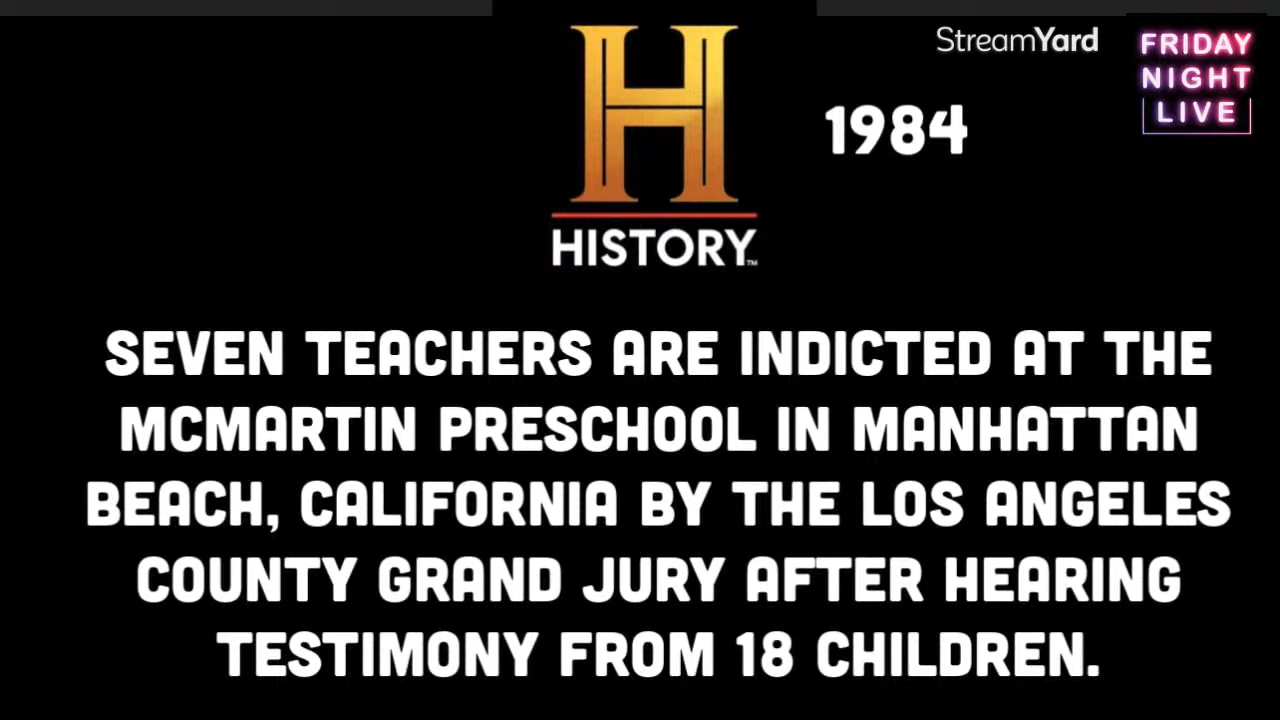 StreamYard
FRIDAY
NIGHT
LIVE
H
1984
HISTORY™
SEVEN TEACHERS ARE INDICTED AT THE
MCMARTIN PRESCHOOL IN MANHATTAN
BEACH, CALIFORNIA BY THE LOS ANGELES
COUNTY GRAND JURY AFTER HEARING
TESTIMONY FROM 18 CHILDREN.